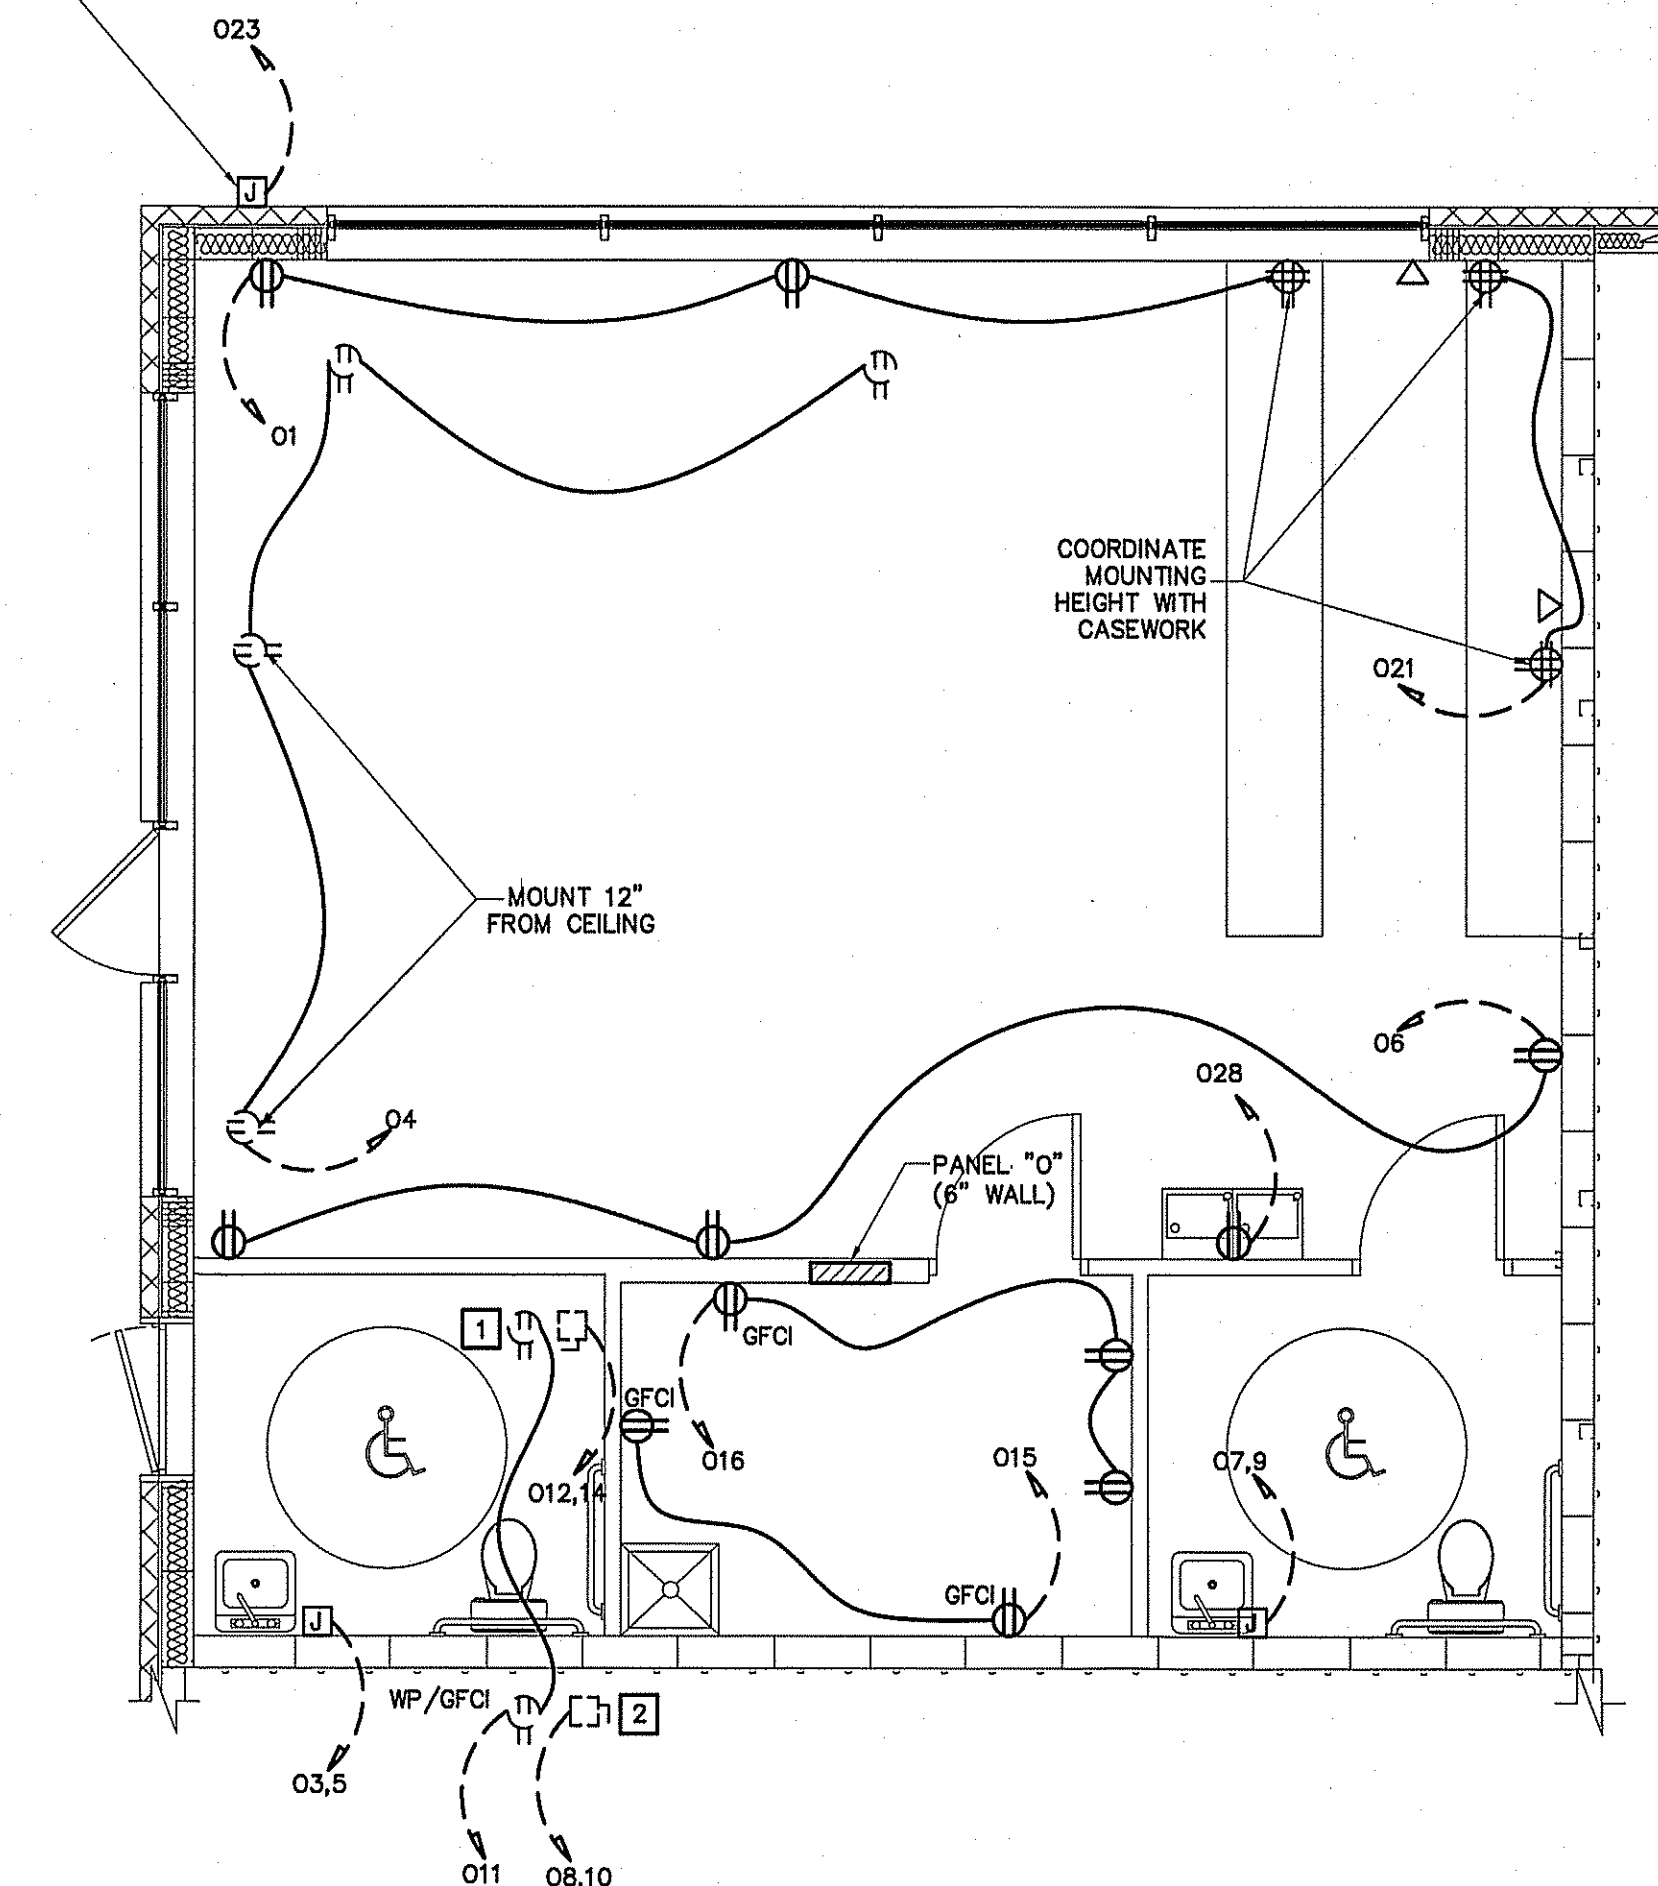 O23
J
O1
COORDINATE
MOUNTING
HEIGHT WITH
CASEWORK
O21
MOUNT 12"
FROM CEILING
O6
O28
O4
PANEL "O"
(6" WALL)
1
GFCI
GFCI
O16
O15
O7,9
O12,14
GFCI
J
J
WP/GFCI
2
O3,5
O11
O8,10